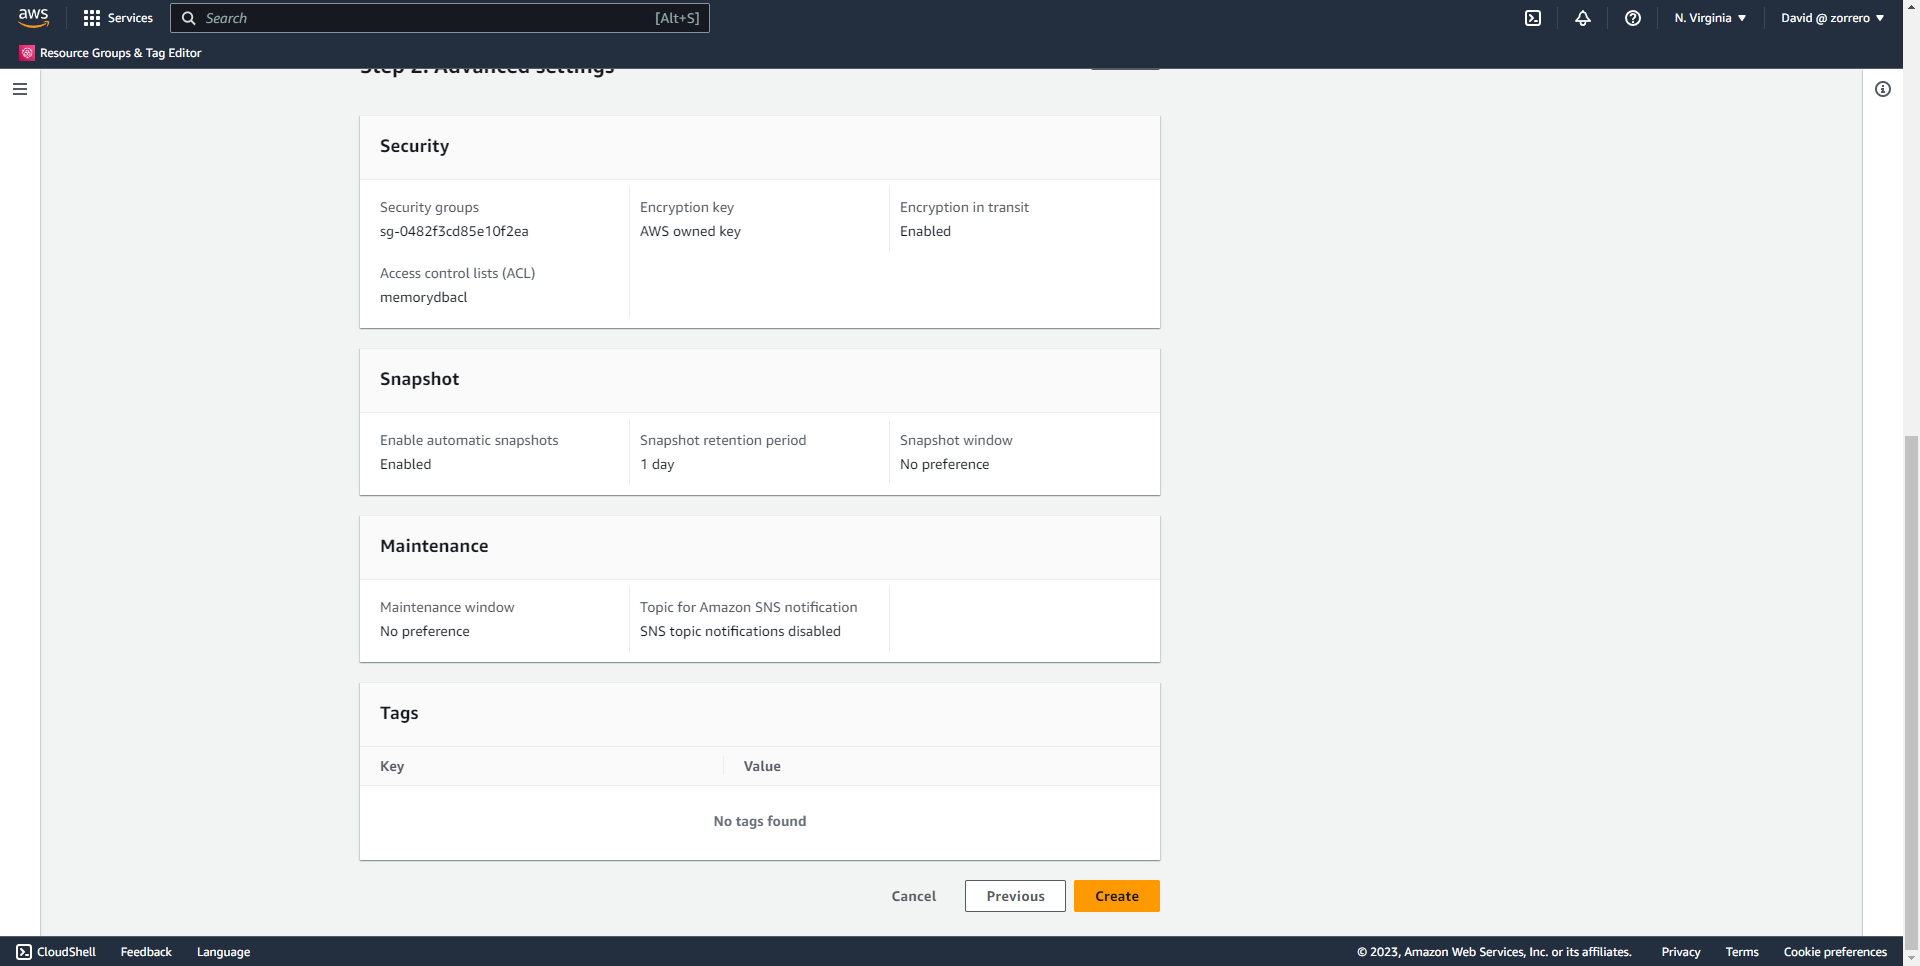 aws
Services
Search
[Alt+S]
N. Virginia
David @ zorrero
Resource Groups & Tag Editor
Step 2: Advanced settings
Security
Security groups
sg-0482f3cd85e10f2ea
Encryption key
AWS owned key
Encryption in transit
Enabled
Access control lists (ACL)
memorydbacl
Snapshot
Enable automatic snapshots
Enabled
Snapshot retention period
1 day
Snapshot window
No preference
Maintenance
Maintenance window
No preference
Topic for Amazon SNS notification
SNS topic notifications disabled
Tags
Key
Value
No tags found
Cancel
Previous
Create
CloudShell
Feedback
Language
© 2023, Amazon Web Services, Inc. or its affiliates.
Privacy
Terms
Cookie preferences